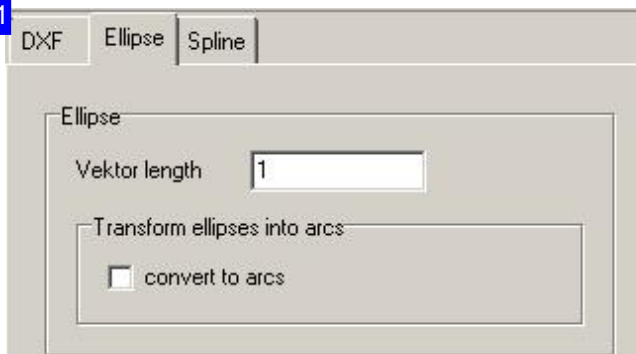 1
DXF Ellipse Spline
Ellipse
Vektor length 1
Transform ellipses into arcs
convert to arcs